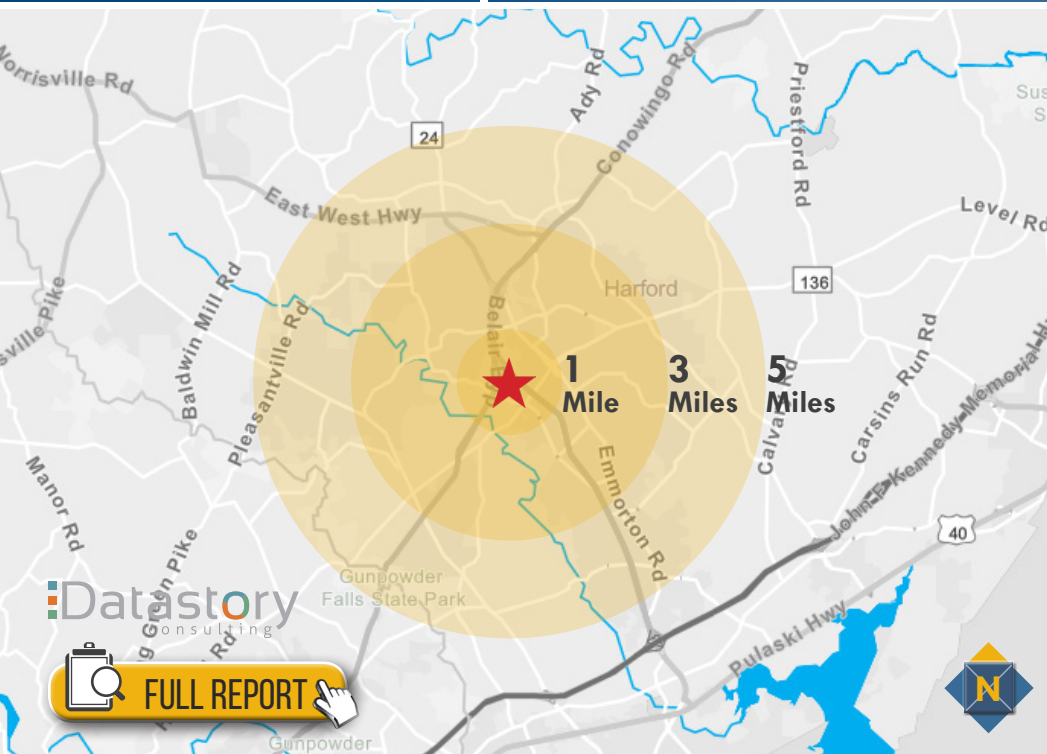 Norrisville Rd
Ady Rd
Conowingo Rd
Priestford Rd
24
East West Hwy
Level Rd
Harford
136
Baldwin Mill Rd
Pleasantville Rd
Belair
1
Mile
3
Miles
5
Miles
Calvary Rd
Carsins Run Rd
John F Kennedy Memorial
Emmorton Rd
Manor Rd
40
Gunpowder
Falls State Park
Datastory
consulting
Green Pike
Rd
Pulaski Hwy
FULL REPORT
N
Gunpowder